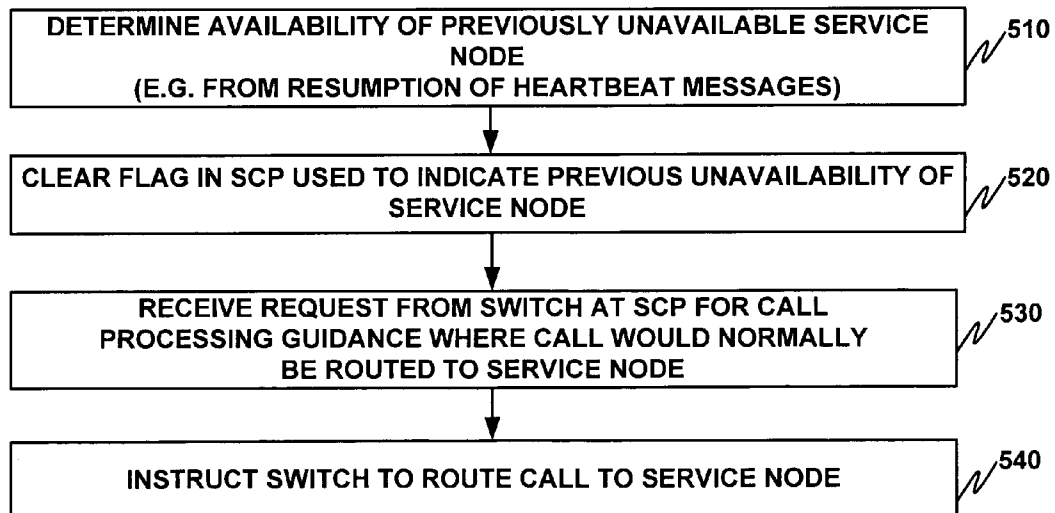 DETERMINE AVAILABILITY OF PREVIOUSLY UNAVAILABLE SERVICE
NODE
(E.G. FROM RESUMPTION OF HEARTBEAT MESSAGES)
510
CLEAR FLAG IN SCP USED TO INDICATE PREVIOUS UNAVAILABILITY OF
SERVICE NODE
520
RECEIVE REQUEST FROM SWITCH AT SCP FOR CALL
PROCESSING GUIDANCE WHERE CALL WOULD NORMALLY
BE ROUTED TO SERVICE NODE
530
INSTRUCT SWITCH TO ROUTE CALL TO SERVICE NODE
540